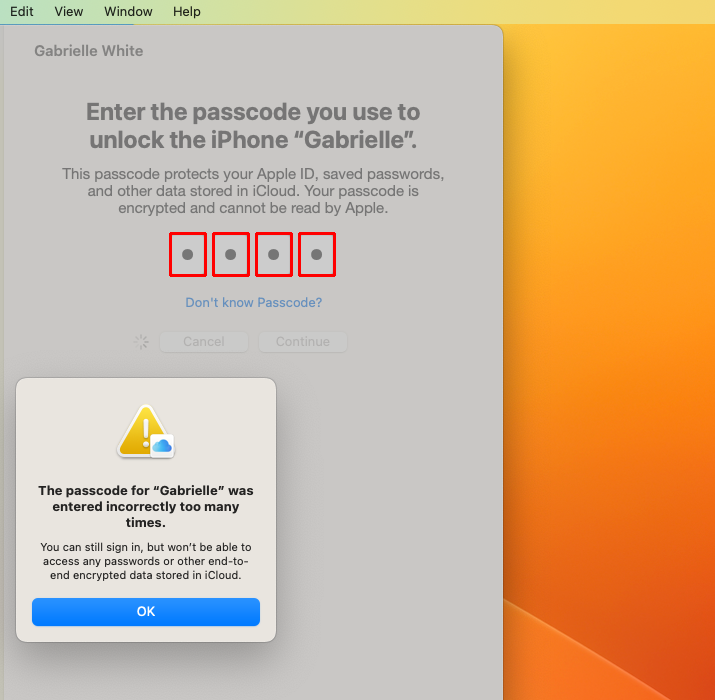 Edit View Window Help
Gabrielle White
Enter the passcode you use to
unlock the iPhone “Gabrielle”.
This passcode protects your Apple ID, saved passwords,
and other data stored in iCloud. Your passcode is
encrypted and cannot be read by Apple.
Don't know Passcode?
Cancel Continue
The passcode for “Gabrielle” was
entered incorrectly too many
times.
You can still sign in, but won’t be able to
access any passwords or other end-to-
end encrypted data stored in iCloud.
OK